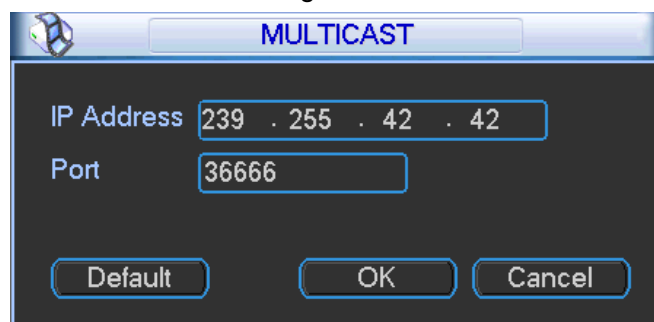 MULTICAST
IP Address 239 . 255 . 42 . 42
Port 36666
Default OK Cancel